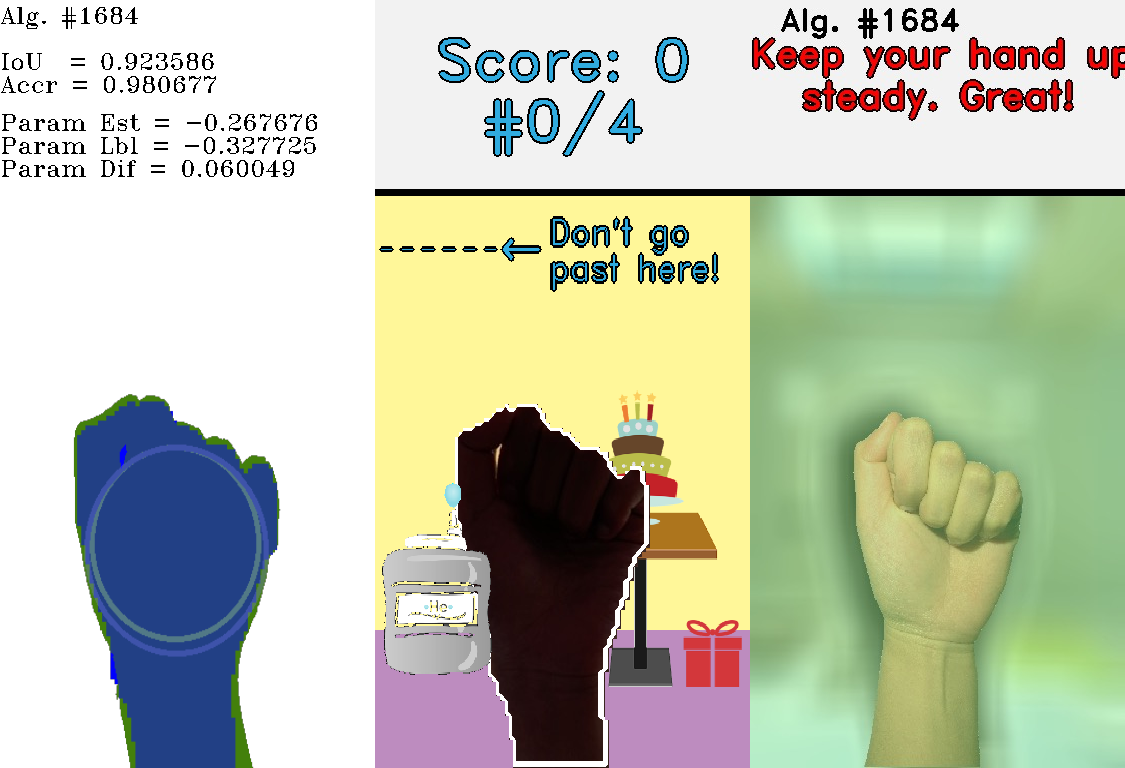 Alg. #1684
IoU = 0.923586
Accr = 0.980677
Param Est = −0.267676
Param Lbl = −0.327725
Param Dif = 0.060049
Score: 0
#0/4
Alg. #1684
Keep your hand up
steady. Great!
Don't go
past here!